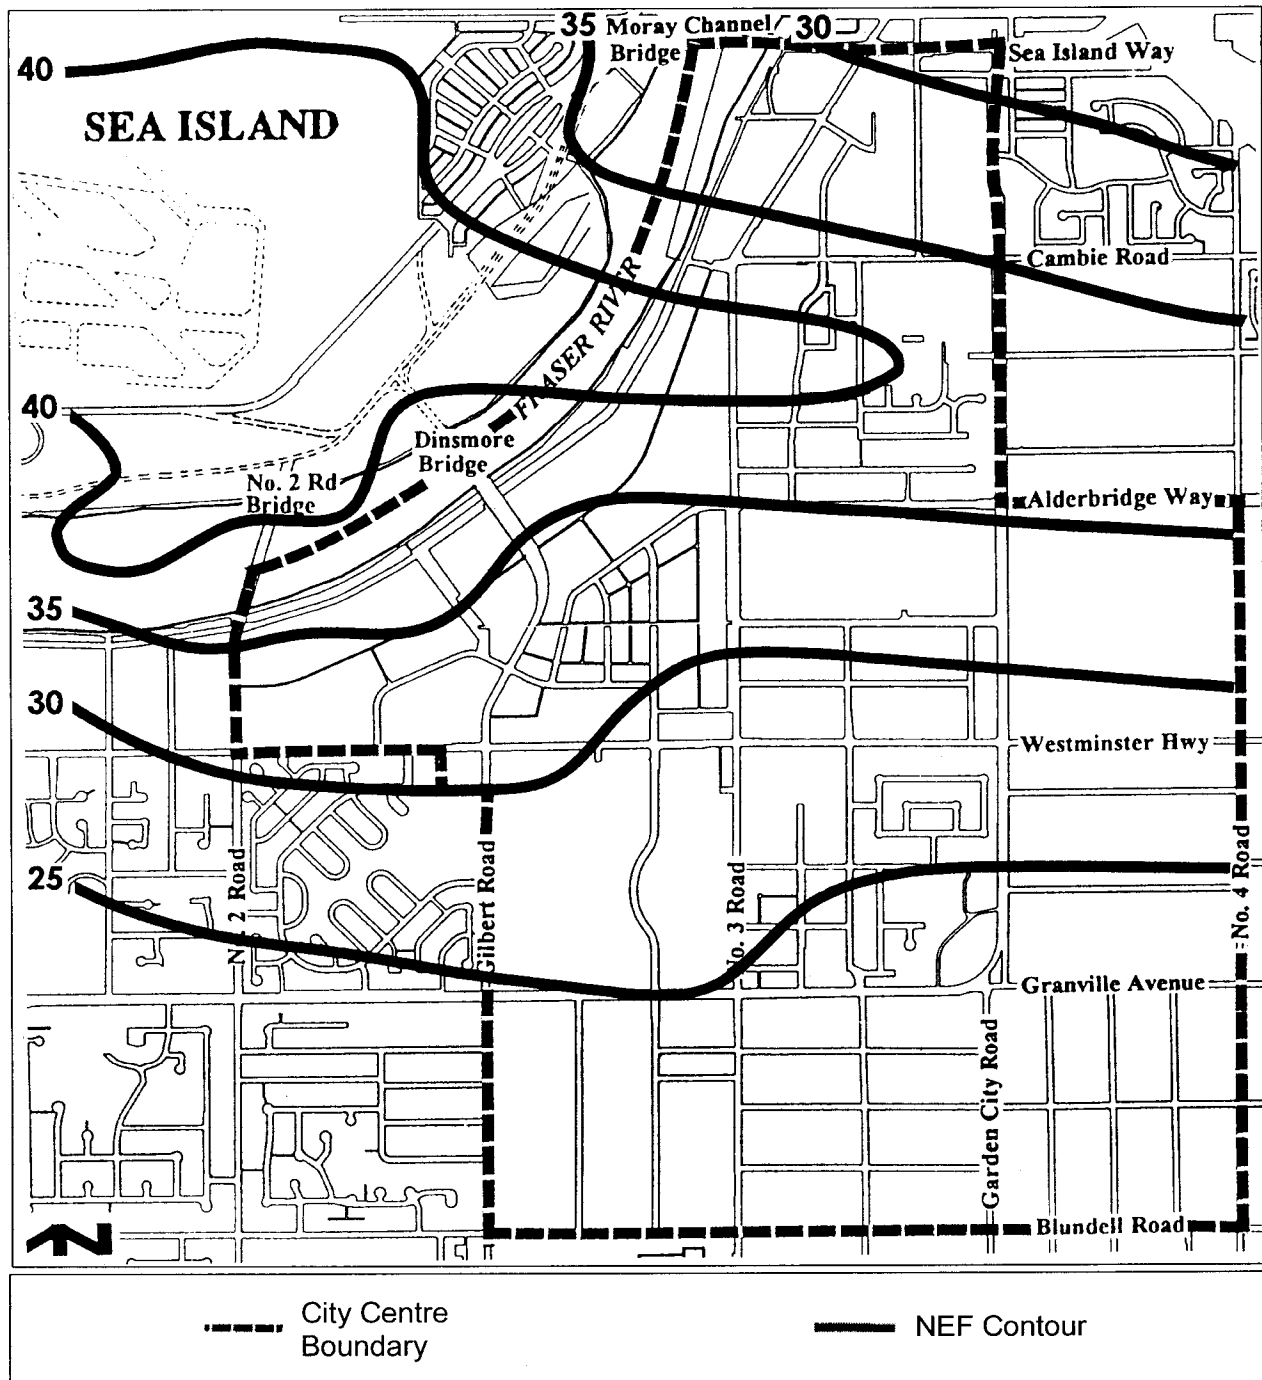 35 Moray Channel 30
Bridge
Sea Island Way
40
SEA ISLAND
Cambie Road
FRASER RIVER
40
Dinsmore
Bridge
No. 2 Rd
Bridge
Alderbridge Way
35
30
Westminster Hwy
25
No. 2 Road
Gilbert Road
No. 3 Road
No. 4 Road
Granville Avenue
Garden City Road
Blundell Road
N
City Centre
Boundary
NEF Contour